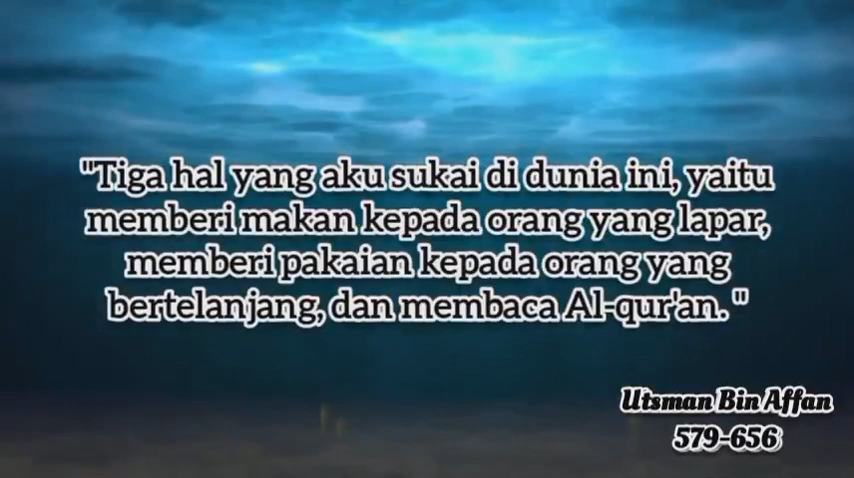 "Tiga hal yang aku sukai di dunia ini, yaitu
memberi makan kepada orang yang lapar,
memberi pakaian kepada orang yang
bertelanjang, dan membaca Al-qur'an. "
Utsman Bin Affan
579-656